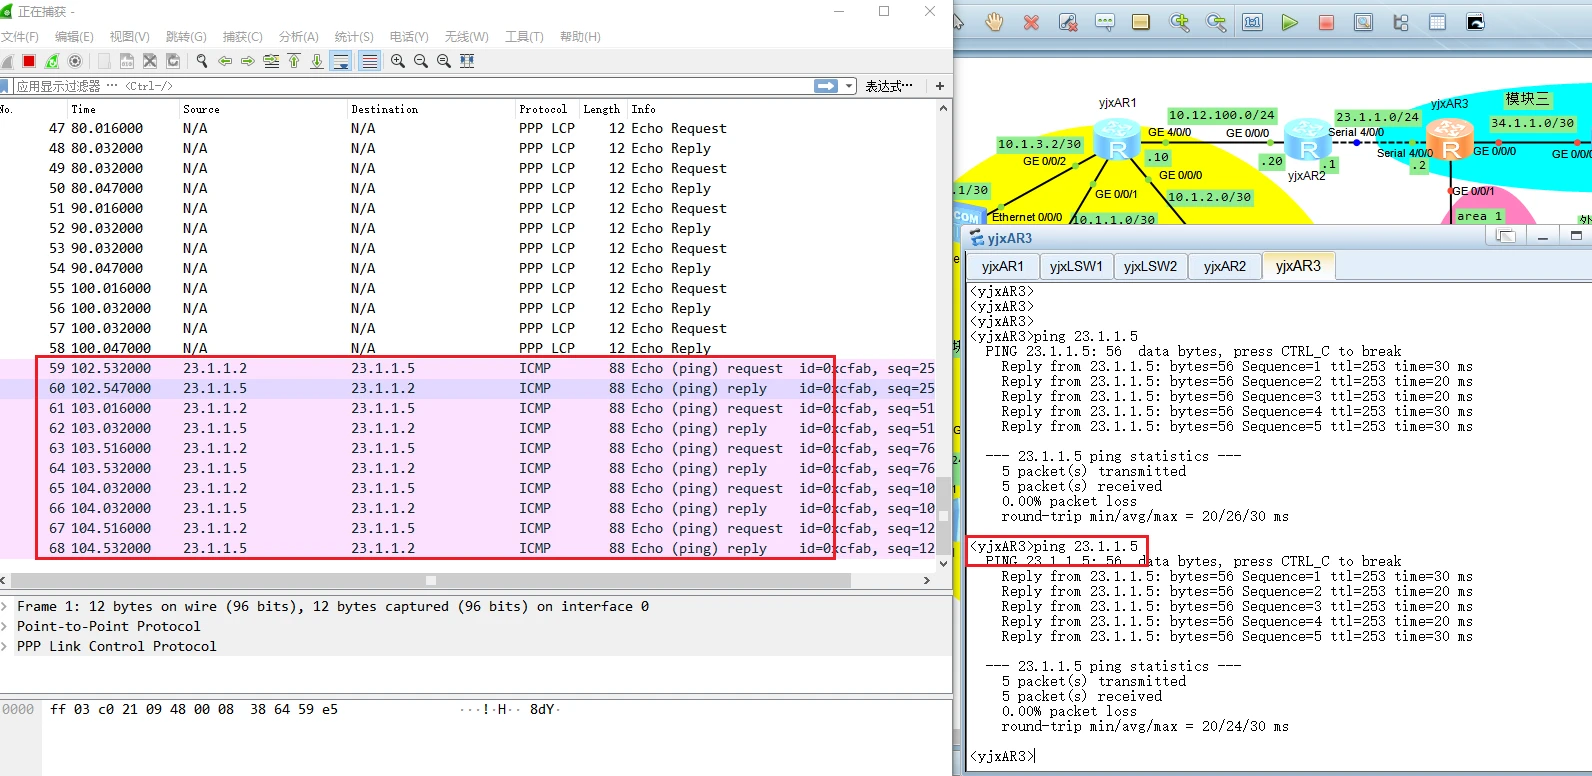 正在捕获 -
文件(F) 编辑(E) 视图(V) 跳转(G) 捕获(C) 分析(A) 统计(S) 电话(Y) 无线(W) 工具(T) 帮助(H)
应用显示过滤器 … <Ctrl-/>
表达式… +
No. Time Source Destination Protocol Length Info
47 80.016000 N/A N/A PPP LCP 12 Echo Request
48 80.032000 N/A N/A PPP LCP 12 Echo Reply
49 80.032000 N/A N/A PPP LCP 12 Echo Request
50 80.047000 N/A N/A PPP LCP 12 Echo Reply
51 90.016000 N/A N/A PPP LCP 12 Echo Request
52 90.032000 N/A N/A PPP LCP 12 Echo Reply
53 90.032000 N/A N/A PPP LCP 12 Echo Request
54 90.047000 N/A N/A PPP LCP 12 Echo Reply
55 100.016000 N/A N/A PPP LCP 12 Echo Request
56 100.032000 N/A N/A PPP LCP 12 Echo Reply
57 100.032000 N/A N/A PPP LCP 12 Echo Request
58 100.047000 N/A N/A PPP LCP 12 Echo Reply
59 102.532000 23.1.1.2 23.1.1.5 ICMP 88 Echo (ping) request id=0xcfab, seq=25
60 102.547000 23.1.1.5 23.1.1.2 ICMP 88 Echo (ping) reply id=0xcfab, seq=25
61 103.016000 23.1.1.2 23.1.1.5 ICMP 88 Echo (ping) request id=0xcfab, seq=51
62 103.032000 23.1.1.5 23.1.1.2 ICMP 88 Echo (ping) reply id=0xcfab, seq=51
63 103.516000 23.1.1.2 23.1.1.5 ICMP 88 Echo (ping) request id=0xcfab, seq=76
64 103.532000 23.1.1.5 23.1.1.2 ICMP 88 Echo (ping) reply id=0xcfab, seq=76
65 104.032000 23.1.1.2 23.1.1.5 ICMP 88 Echo (ping) request id=0xcfab, seq=10
66 104.032000 23.1.1.5 23.1.1.2 ICMP 88 Echo (ping) reply id=0xcfab, seq=10
67 104.516000 23.1.1.2 23.1.1.5 ICMP 88 Echo (ping) request id=0xcfab, seq=12
68 104.532000 23.1.1.5 23.1.1.2 ICMP 88 Echo (ping) reply id=0xcfab, seq=12
Frame 1: 12 bytes on wire (96 bits), 12 bytes captured (96 bits) on interface 0
Point-to-Point Protocol
PPP Link Control Protocol
0000 ff 03 c0 21 09 48 00 08 38 64 59 e5 ···!·H·· 8dY·
yjxAR1
10.12.100.0/24
23.1.1.0/24
yjxAR3
模块三
34.1.1.0/30
GE 4/0/0
GE 0/0/0
Serial 4/0/0
10.1.3.2/30
GE 0/0/2
.10
.20
yjxAR2
.1
Serial 4/0/0
.2
GE 0/0/0
GE 0/0
GE 0/0/0
GE 0/0/1
10.1.2.0/30
GE 0/0/1
.1/30
COM
Ethernet 0/0/0
10.1.1.0/30
area 1
外
yjxAR3
yjxAR1 yjxLSW1 yjxLSW2 yjxAR2 yjxAR3
<yjxAR3>
<yjxAR3>
<yjxAR3>
<yjxAR3>ping 23.1.1.5
PING 23.1.1.5: 56 data bytes, press CTRL_C to break
Reply from 23.1.1.5: bytes=56 Sequence=1 ttl=253 time=30 ms
Reply from 23.1.1.5: bytes=56 Sequence=2 ttl=253 time=20 ms
Reply from 23.1.1.5: bytes=56 Sequence=3 ttl=253 time=20 ms
Reply from 23.1.1.5: bytes=56 Sequence=4 ttl=253 time=30 ms
Reply from 23.1.1.5: bytes=56 Sequence=5 ttl=253 time=30 ms
--- 23.1.1.5 ping statistics ---
5 packet(s) transmitted
5 packet(s) received
0.00% packet loss
round-trip min/avg/max = 20/26/30 ms
<yjxAR3>ping 23.1.1.5
PING 23.1.1.5: 56 data bytes, press CTRL_C to break
Reply from 23.1.1.5: bytes=56 Sequence=1 ttl=253 time=30 ms
Reply from 23.1.1.5: bytes=56 Sequence=2 ttl=253 time=20 ms
Reply from 23.1.1.5: bytes=56 Sequence=3 ttl=253 time=20 ms
Reply from 23.1.1.5: bytes=56 Sequence=4 ttl=253 time=20 ms
Reply from 23.1.1.5: bytes=56 Sequence=5 ttl=253 time=30 ms
--- 23.1.1.5 ping statistics ---
5 packet(s) transmitted
5 packet(s) received
0.00% packet loss
round-trip min/avg/max = 20/24/30 ms
<yjxAR3>